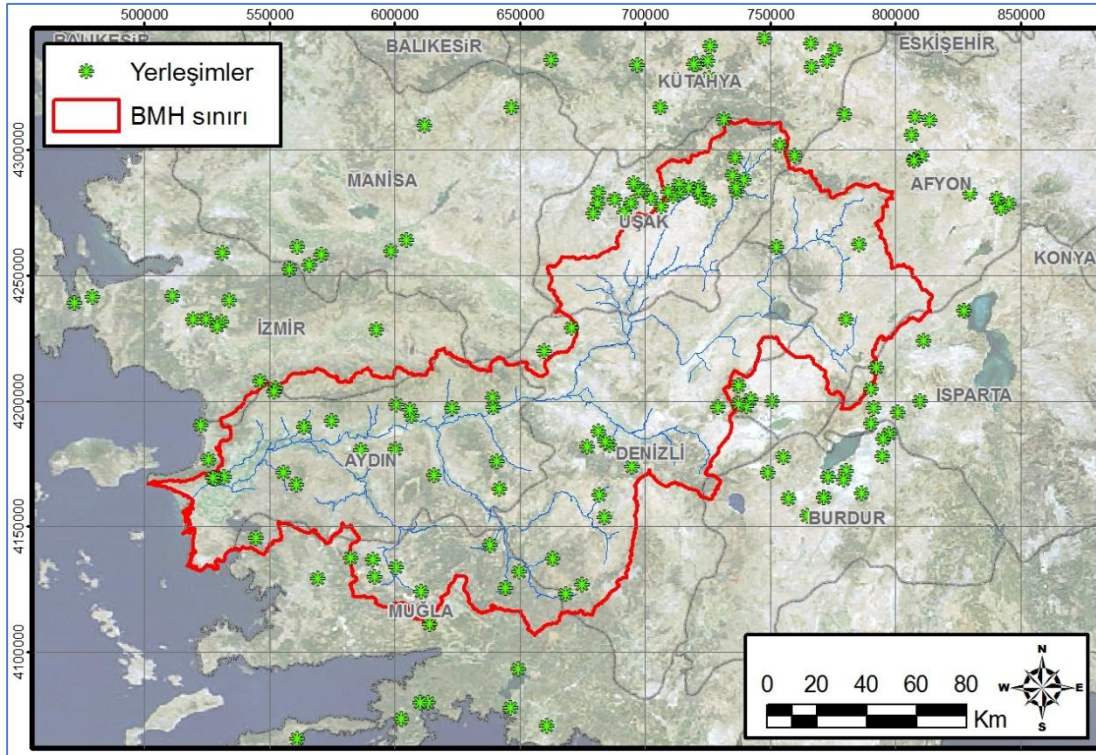 500000 550000 600000 650000 700000 750000 800000 850000
BALIKESİR
BALIKESİR
ESKİŞEHİR
Yerleşimler
BMH sınırı
KÜTAHYA
4300000
MANİSA
AFYON
UŞAK
4250000
KONYA
İZMİR
4200000
ISPARTA
AYDIN
DENİZLİ
4150000
BURDUR
MUĞLA
4100000
0 20 40 60 80
Km
N
W E
S